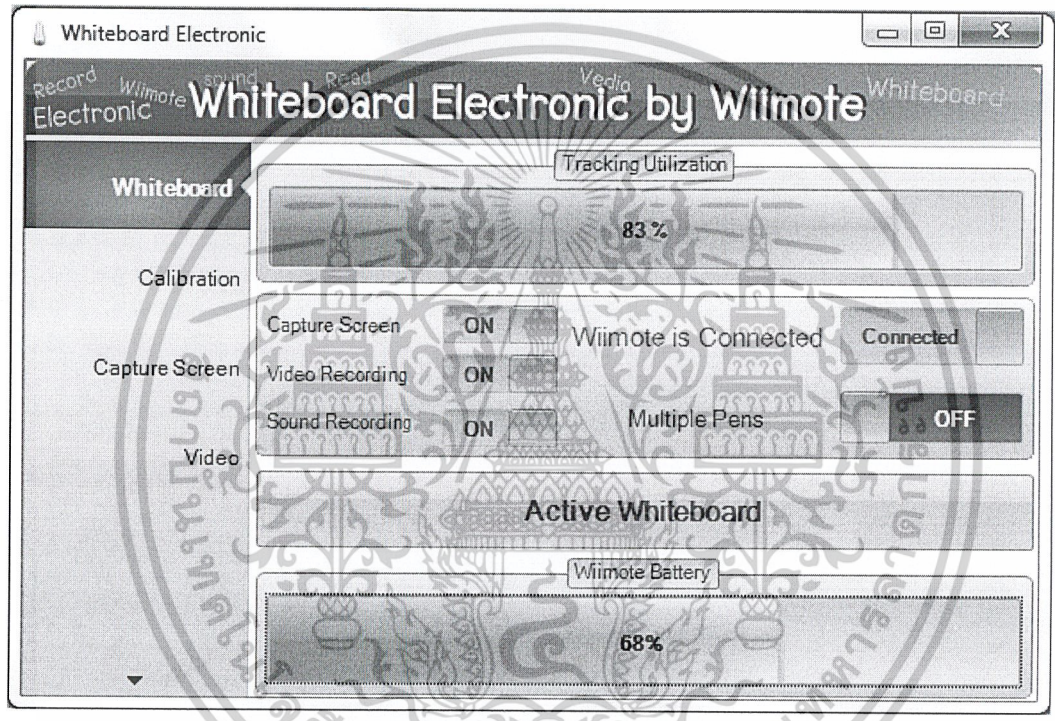 Whiteboard Electronic
Record Wiimote sound Read Vedio Whiteboard
Electronic Whiteboard Electronic by Wiimote
Whiteboard
Calibration
Capture Screen
Video
Tracking Utilization
83 %
Capture Screen ON
Video Recording ON
Sound Recording ON
Wiimote is Connected Connected
Multiple Pens OFF
Active Whiteboard
Wiimote Battery
68%